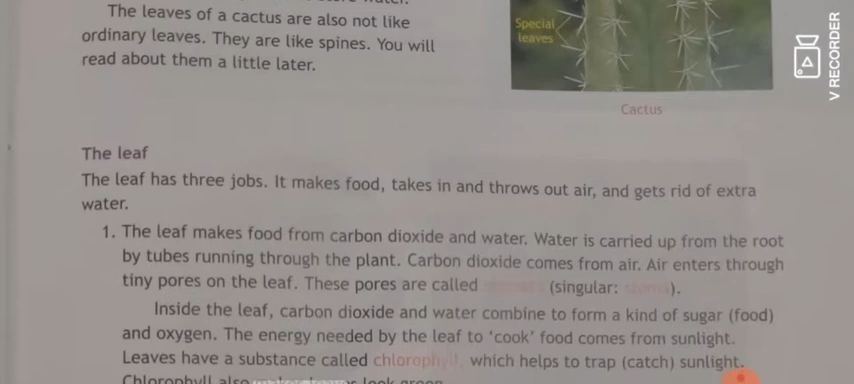 The leaves of a cactus are also not like
ordinary leaves. They are like spines. You will
read about them a little later.
Special
leaves
Cactus
V RECORDER
The leaf
The leaf has three jobs. It makes food, takes in and throws out air, and gets rid of extra
water.
1. The leaf makes food from carbon dioxide and water. Water is carried up from the root
by tubes running through the plant. Carbon dioxide comes from air. Air enters through
tiny pores on the leaf. These pores are called (singular: ).
Inside the leaf, carbon dioxide and water combine to form a kind of sugar (food)
and oxygen. The energy needed by the leaf to ‘cook’ food comes from sunlight.
Leaves have a substance called chlorophyll, which helps to trap (catch) sunlight.
Chlorophyll also